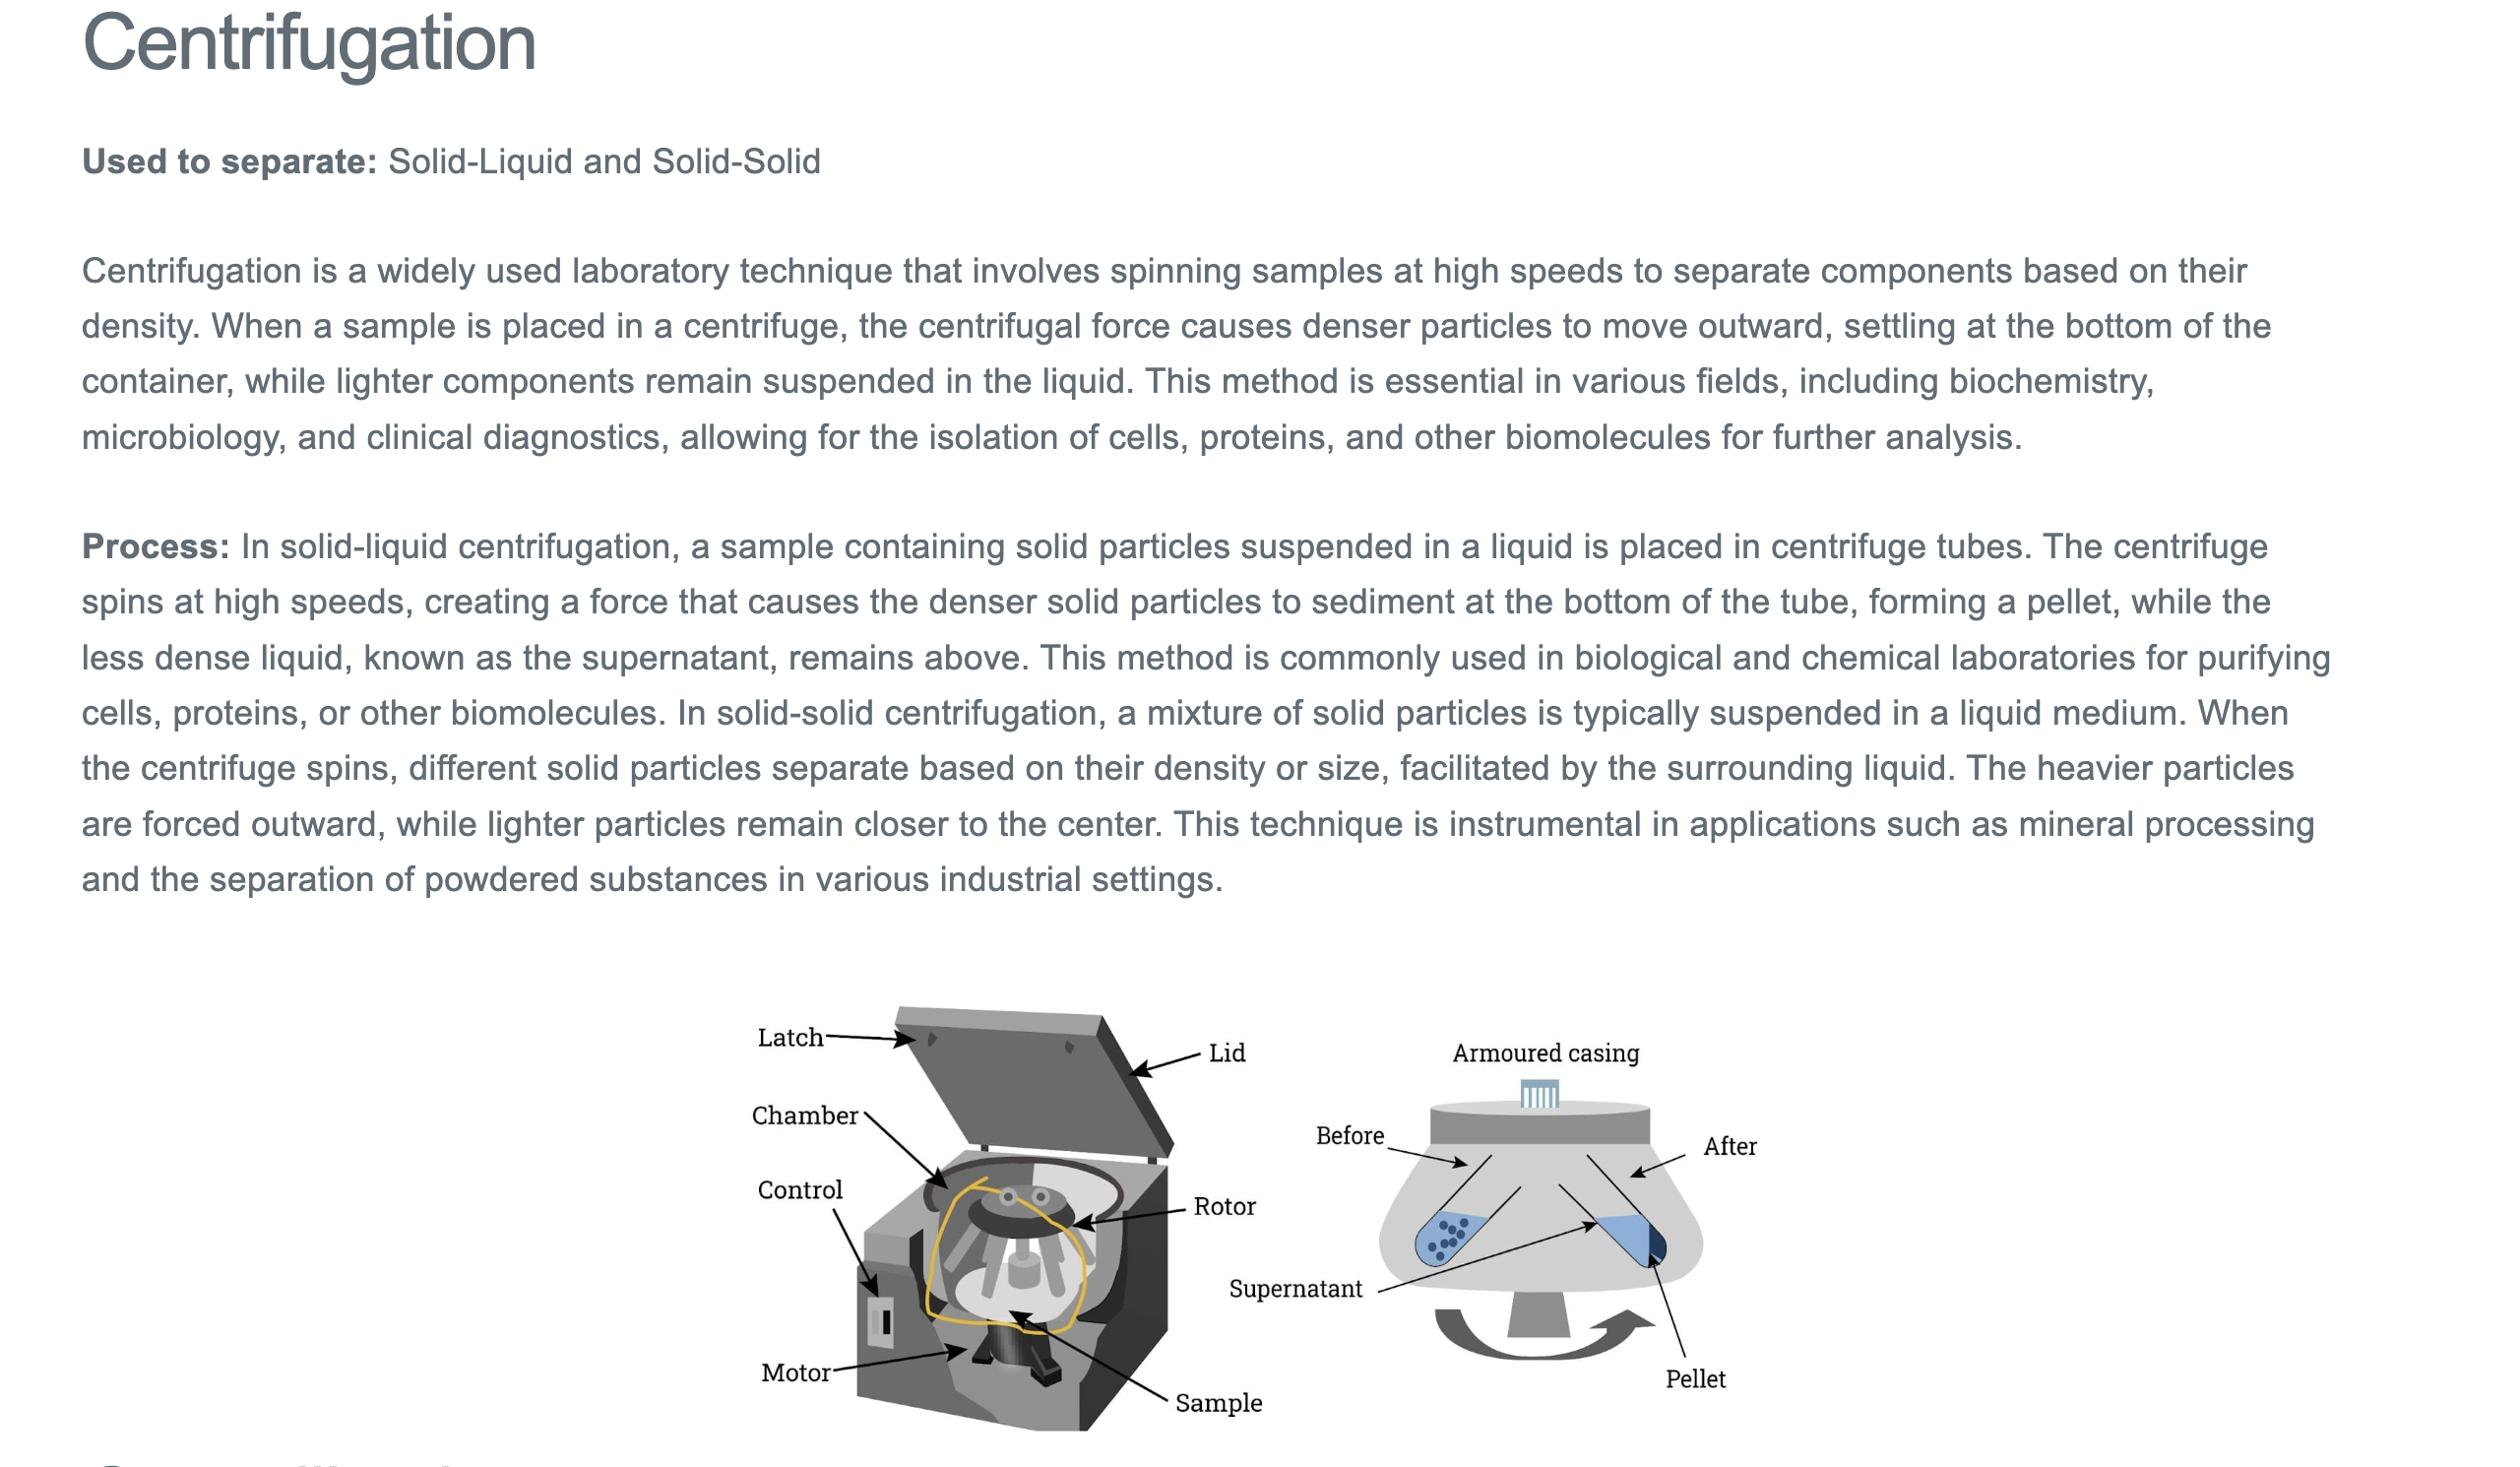 Centrifugation
Used to separate: Solid-Liquid and Solid-Solid
Centrifugation is a widely used laboratory technique that involves spinning samples at high speeds to separate components based on their
density. When a sample is placed in a centrifuge, the centrifugal force causes denser particles to move outward, settling at the bottom of the
container, while lighter components remain suspended in the liquid. This method is essential in various fields, including biochemistry,
microbiology, and clinical diagnostics, allowing for the isolation of cells, proteins, and other biomolecules for further analysis.
Process: In solid-liquid centrifugation, a sample containing solid particles suspended in a liquid is placed in centrifuge tubes. The centrifuge
spins at high speeds, creating a force that causes the denser solid particles to sediment at the bottom of the tube, forming a pellet, while the
less dense liquid, known as the supernatant, remains above. This method is commonly used in biological and chemical laboratories for purifying
cells, proteins, or other biomolecules. In solid-solid centrifugation, a mixture of solid particles is typically suspended in a liquid medium. When
the centrifuge spins, different solid particles separate based on their density or size, facilitated by the surrounding liquid. The heavier particles
are forced outward, while lighter particles remain closer to the center. This technique is instrumental in applications such as mineral processing
and the separation of powdered substances in various industrial settings.
Latch
Lid
Chamber
Control
Rotor
Motor
Sample
Armoured casing
Before
After
Supernatant
Pellet